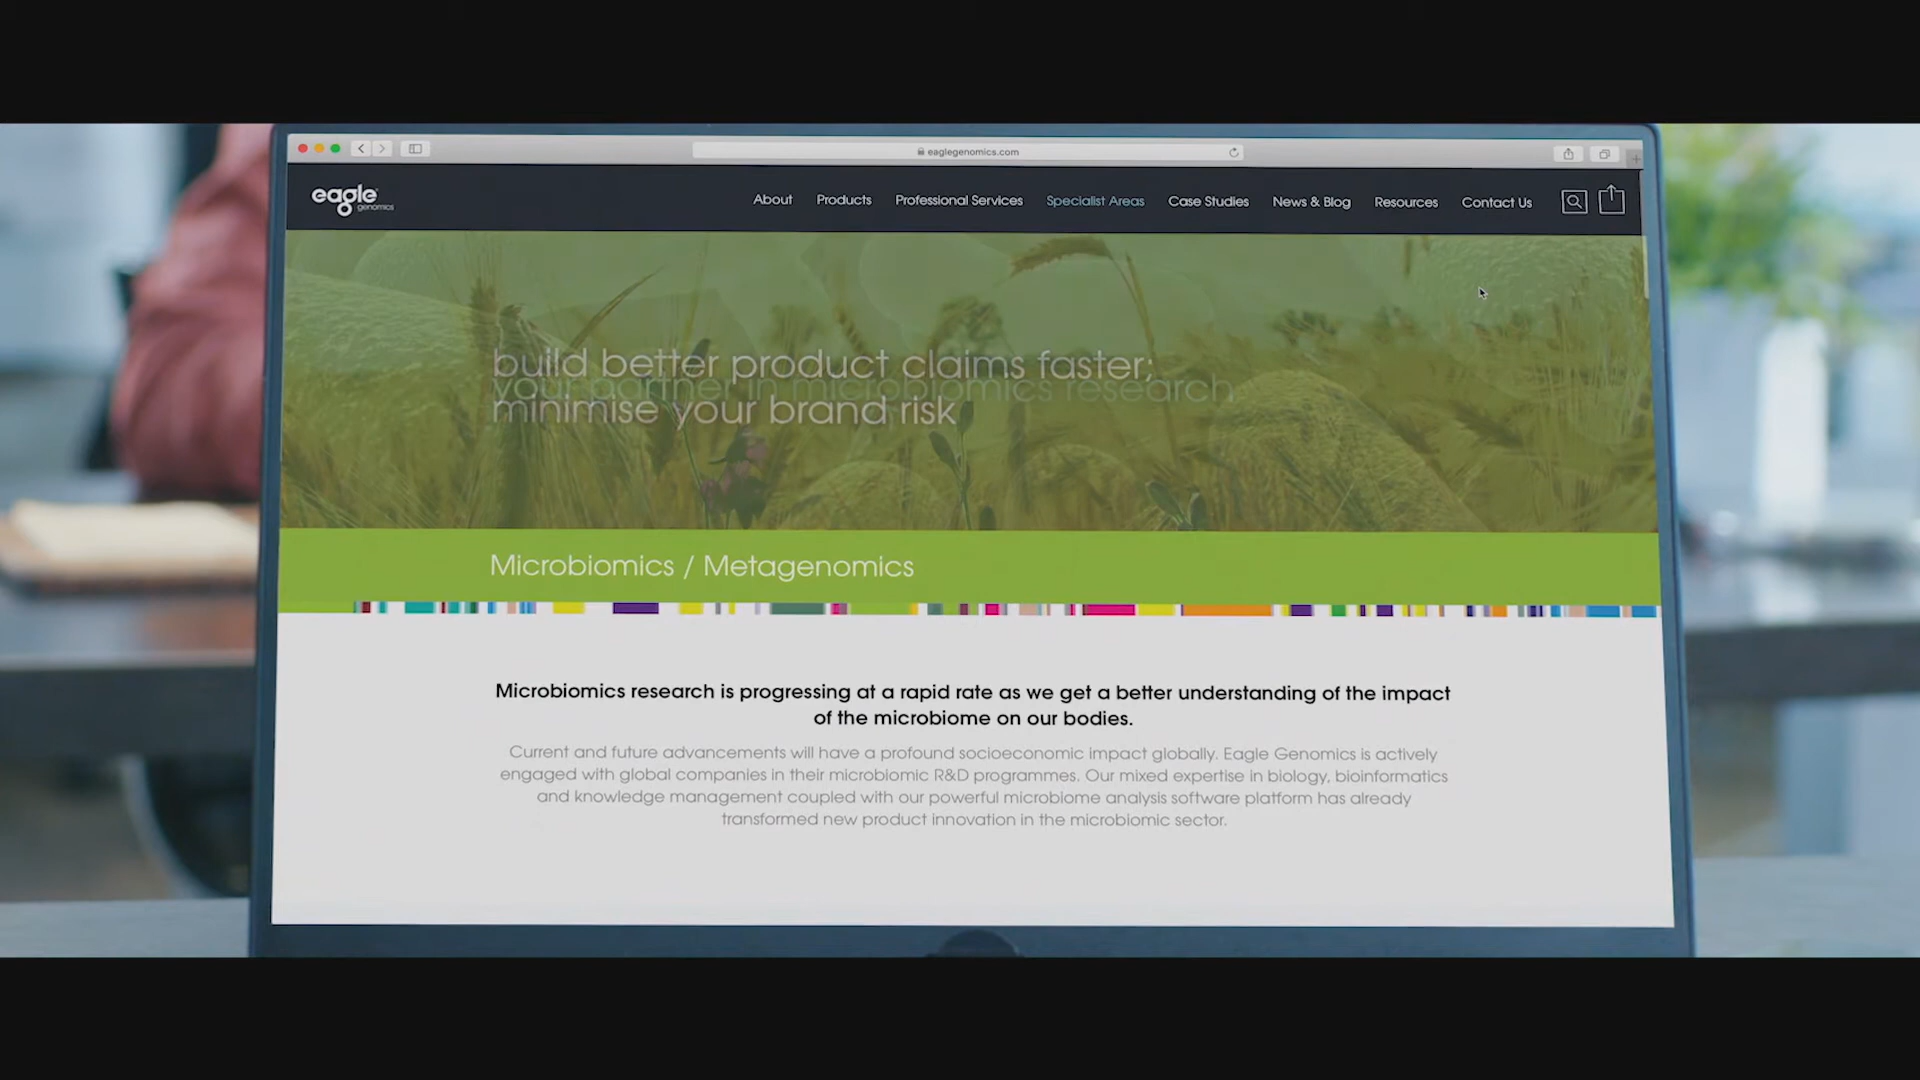 eaglegenomics.com
eagle genomics
About Products Professional Services Specialist Areas Case Studies News & Blog Resources Contact Us
build better product claims faster;
your partner in microbiomics research
minimise your brand risk
Microbiomics / Metagenomics
Microbiomics research is progressing at a rapid rate as we get a better understanding of the impact
of the microbiome on our bodies.
Current and future advancements will have a profound socioeconomic impact globally. Eagle Genomics is actively
engaged with global companies in their microbiomic R&D programmes. Our mixed expertise in biology, bioinformatics
and knowledge management coupled with our powerful microbiome analysis software platform has already
transformed new product innovation in the microbiomic sector.